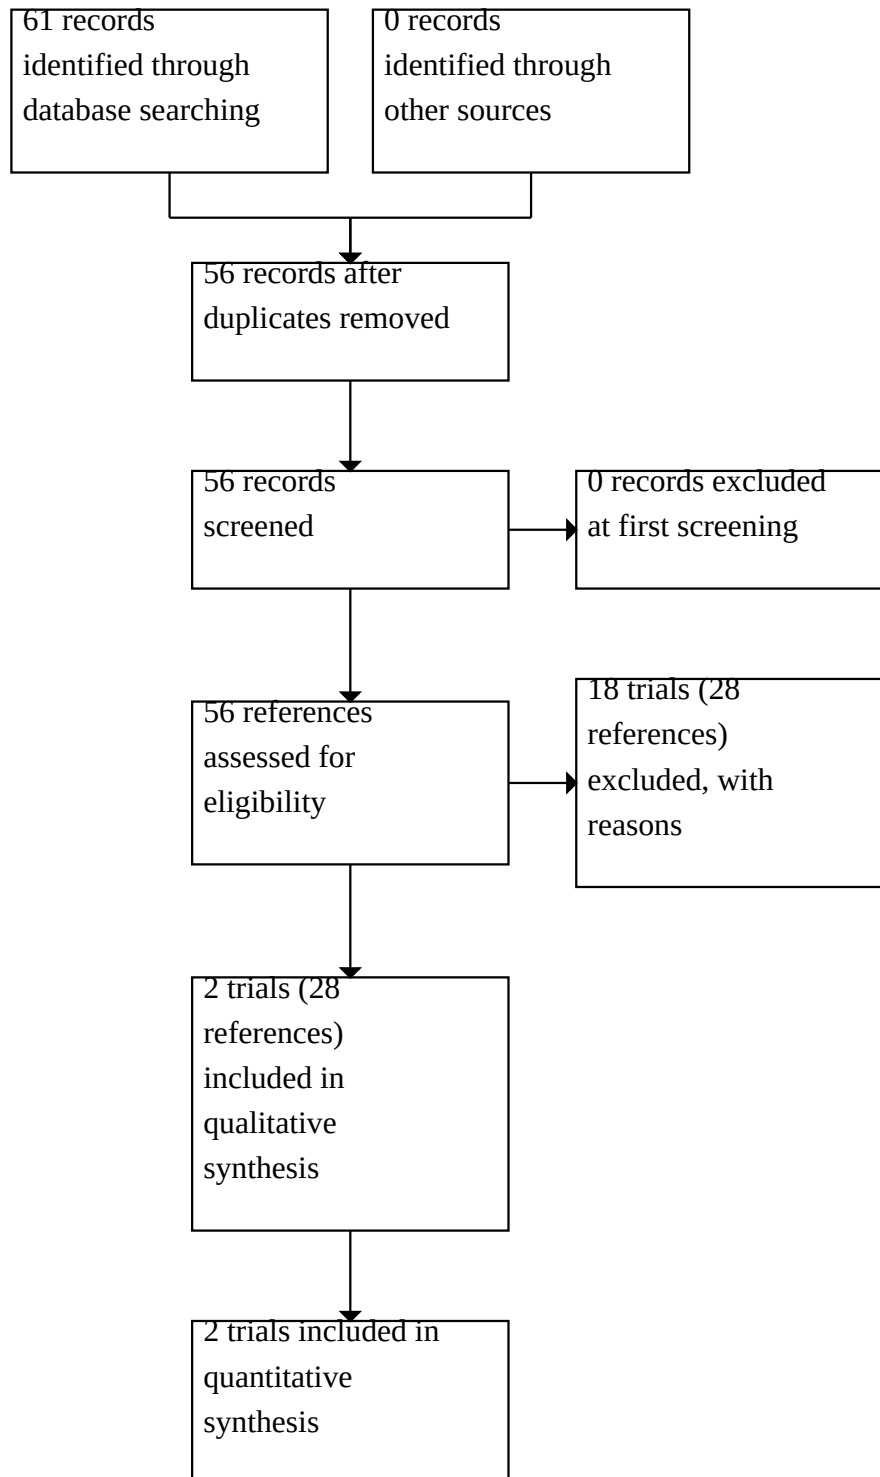 61 records
identified through
database searching
0 records
identified through
other sources
56 records after
duplicates removed
56 records
screened
0 records excluded
at first screening
56 references
assessed for
eligibility
18 trials (28
references)
excluded, with
reasons
2 trials (28
references)
included in
qualitative
synthesis
2 trials included in
quantitative
synthesis